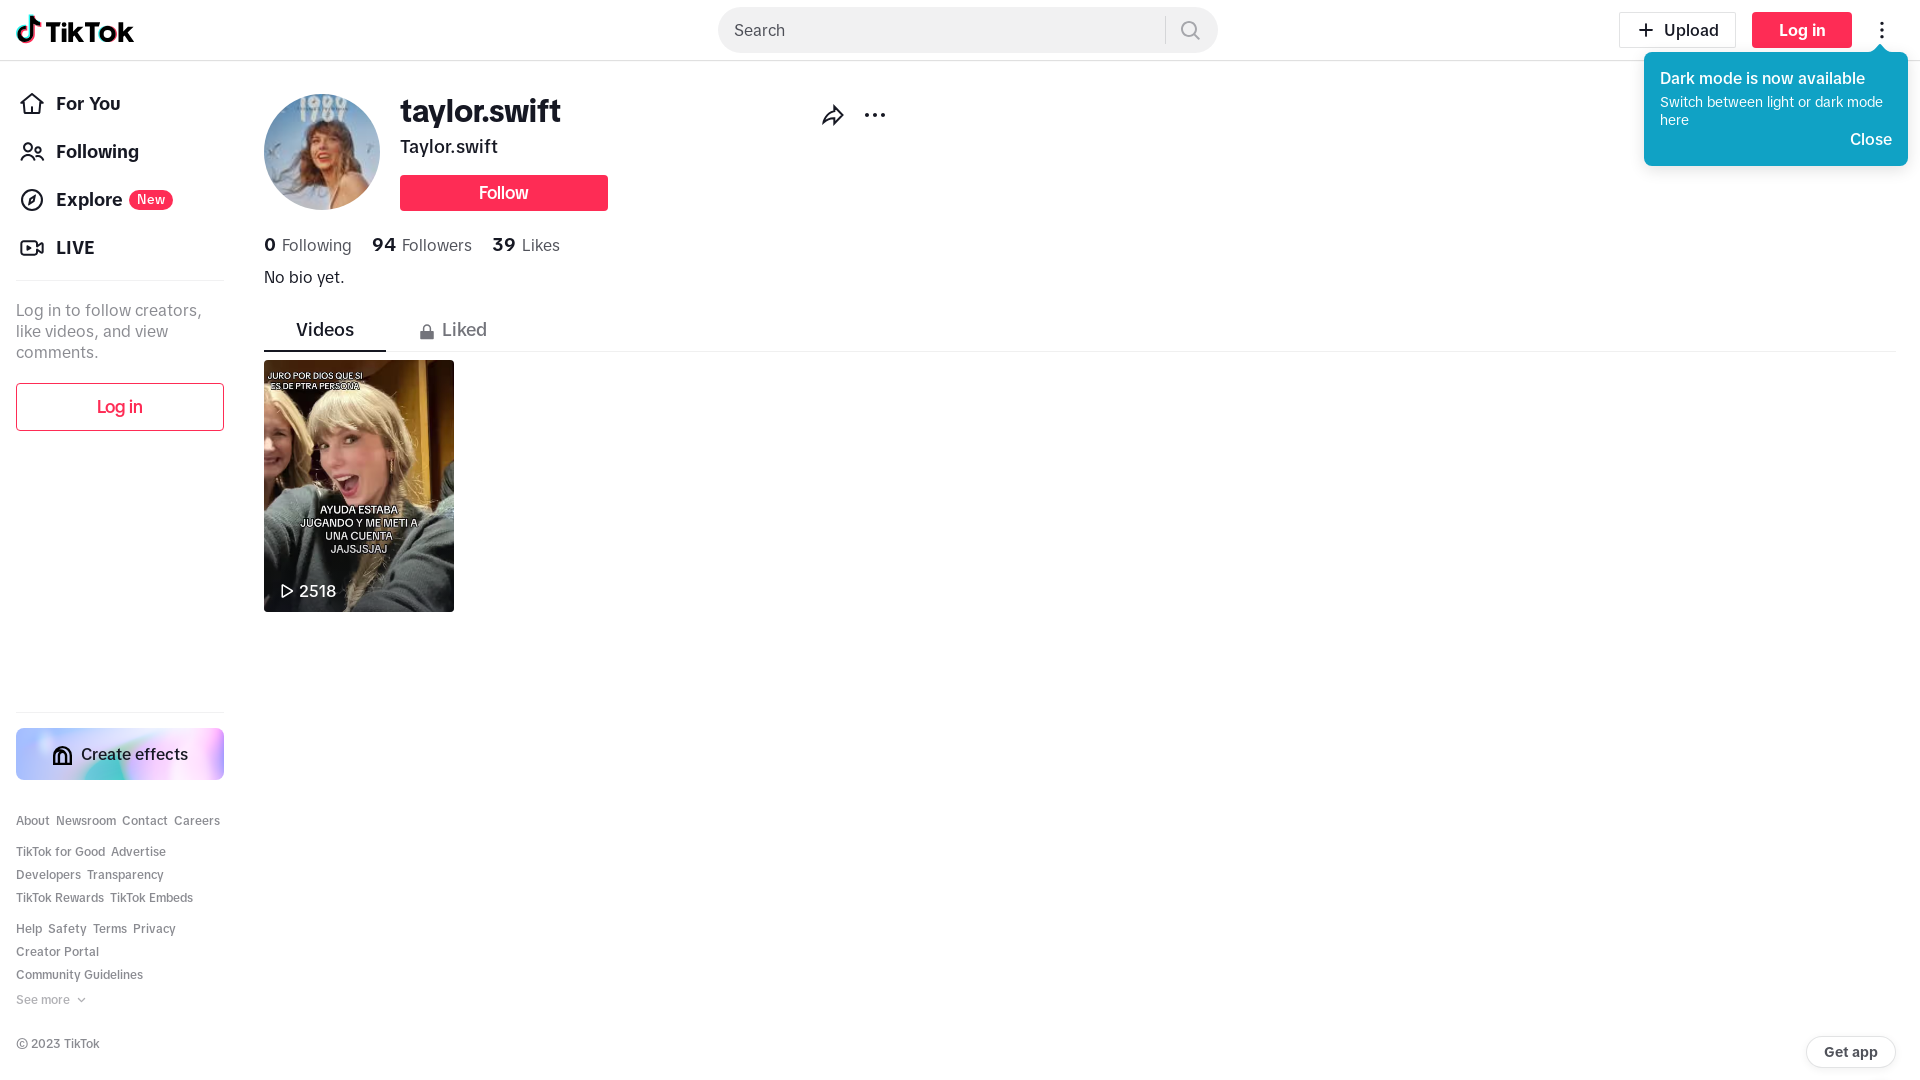 TikTok
Search
Upload
Log in
Dark mode is now available
Switch between light or dark mode
here
Close
For You
Following
Explore New
LIVE
Log in to follow creators,
like videos, and view
comments.
Log in
Create effects
About Newsroom Contact Careers
TikTok for Good Advertise
Developers Transparency
TikTok Rewards TikTok Embeds
Help Safety Terms Privacy
Creator Portal
Community Guidelines
See more
© 2023 TikTok
1989
taylor.swift
Taylor.swift
Follow
0 Following 94 Followers 39 Likes
No bio yet.
Videos Liked
JURO POR DIOS QUE SI
ES DE PTRA PERSONA
AYUDA ESTABA
JUGANDO Y ME METI A
UNA CUENTA
JAJSJSJAJ
2518
Get app